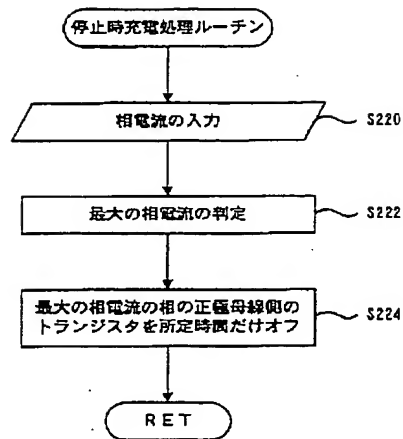 停止時充電処理ルーチン
相電流の入力
S220
最大の相電流の判定
S222
最大の相電流の相の正極母線側の
トランジスタを所定時間だけオフ
S224
RET